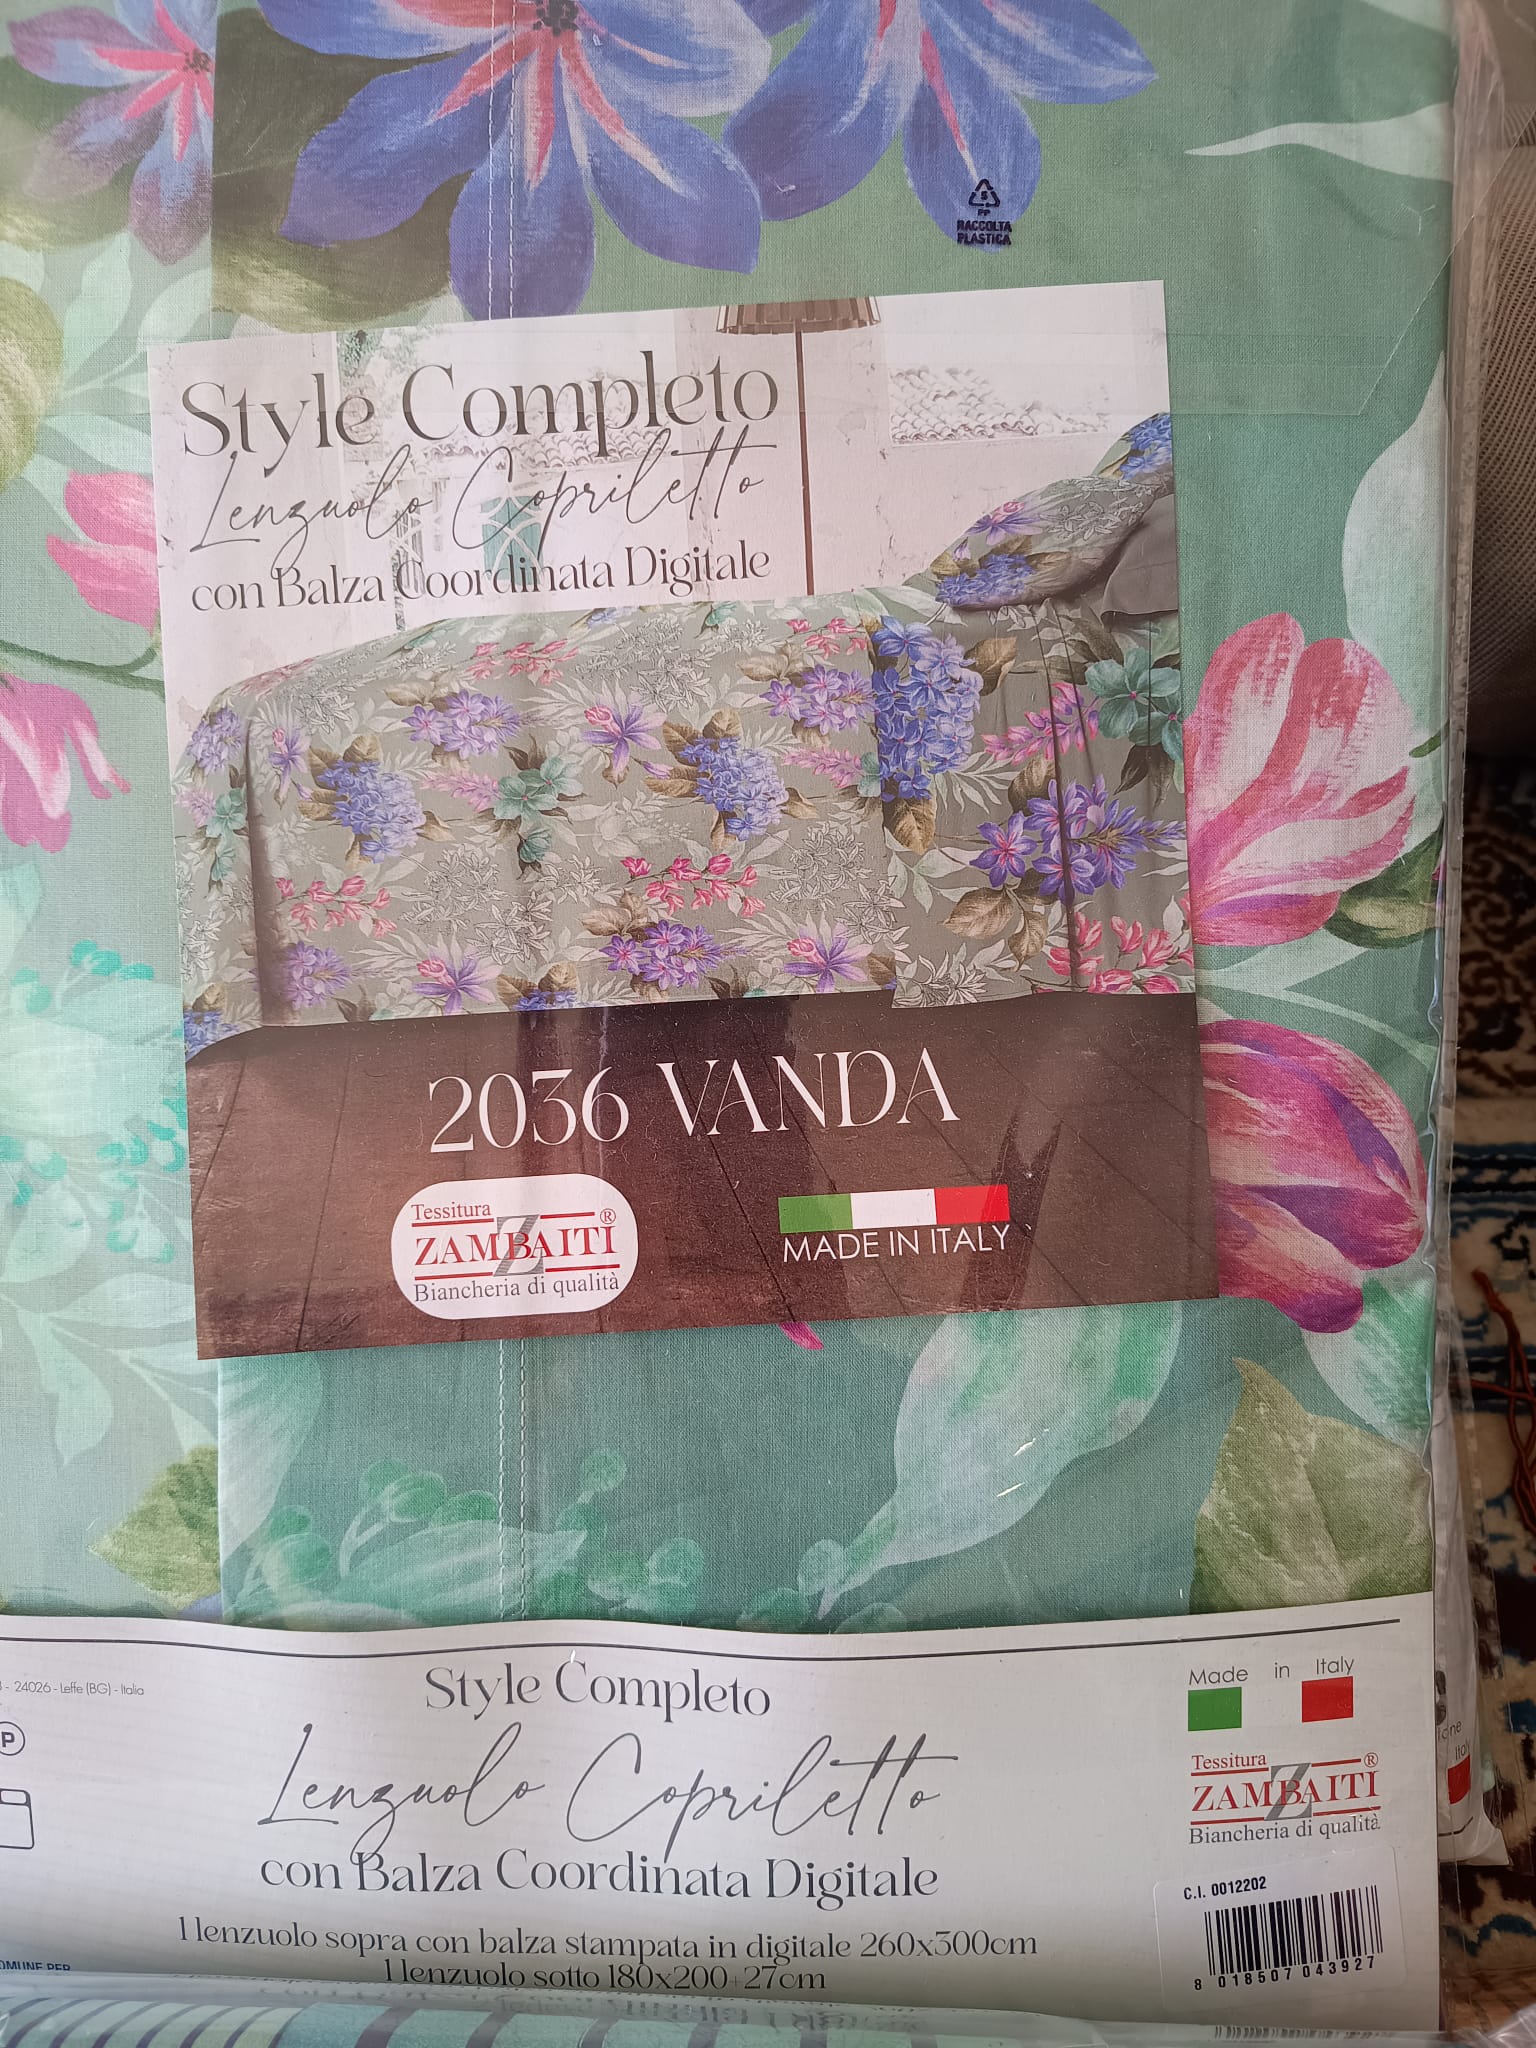 5
PP
RACCOLTA
PLASTICA
Style Completo
Lenzuolo Copriletto
con Balza Coordinata Digitale
2036 VANDA
Tessitura
ZAMBAITI®
Biancheria di qualità
MADE IN ITALY
- 24026 - Leffe (BG) - Italia
P
Style Completo
Lenzuolo Copriletto
con Balza Coordinata Digitale
1 lenzuolo sopra con balza stampata in digitale 260x300cm
1 lenzuolo sotto 180x200+27cm
Made in Italy
Tessitura
ZAMBAITI®
Biancheria di qualità
C.I. 0012202
8 018507 043927
Italy